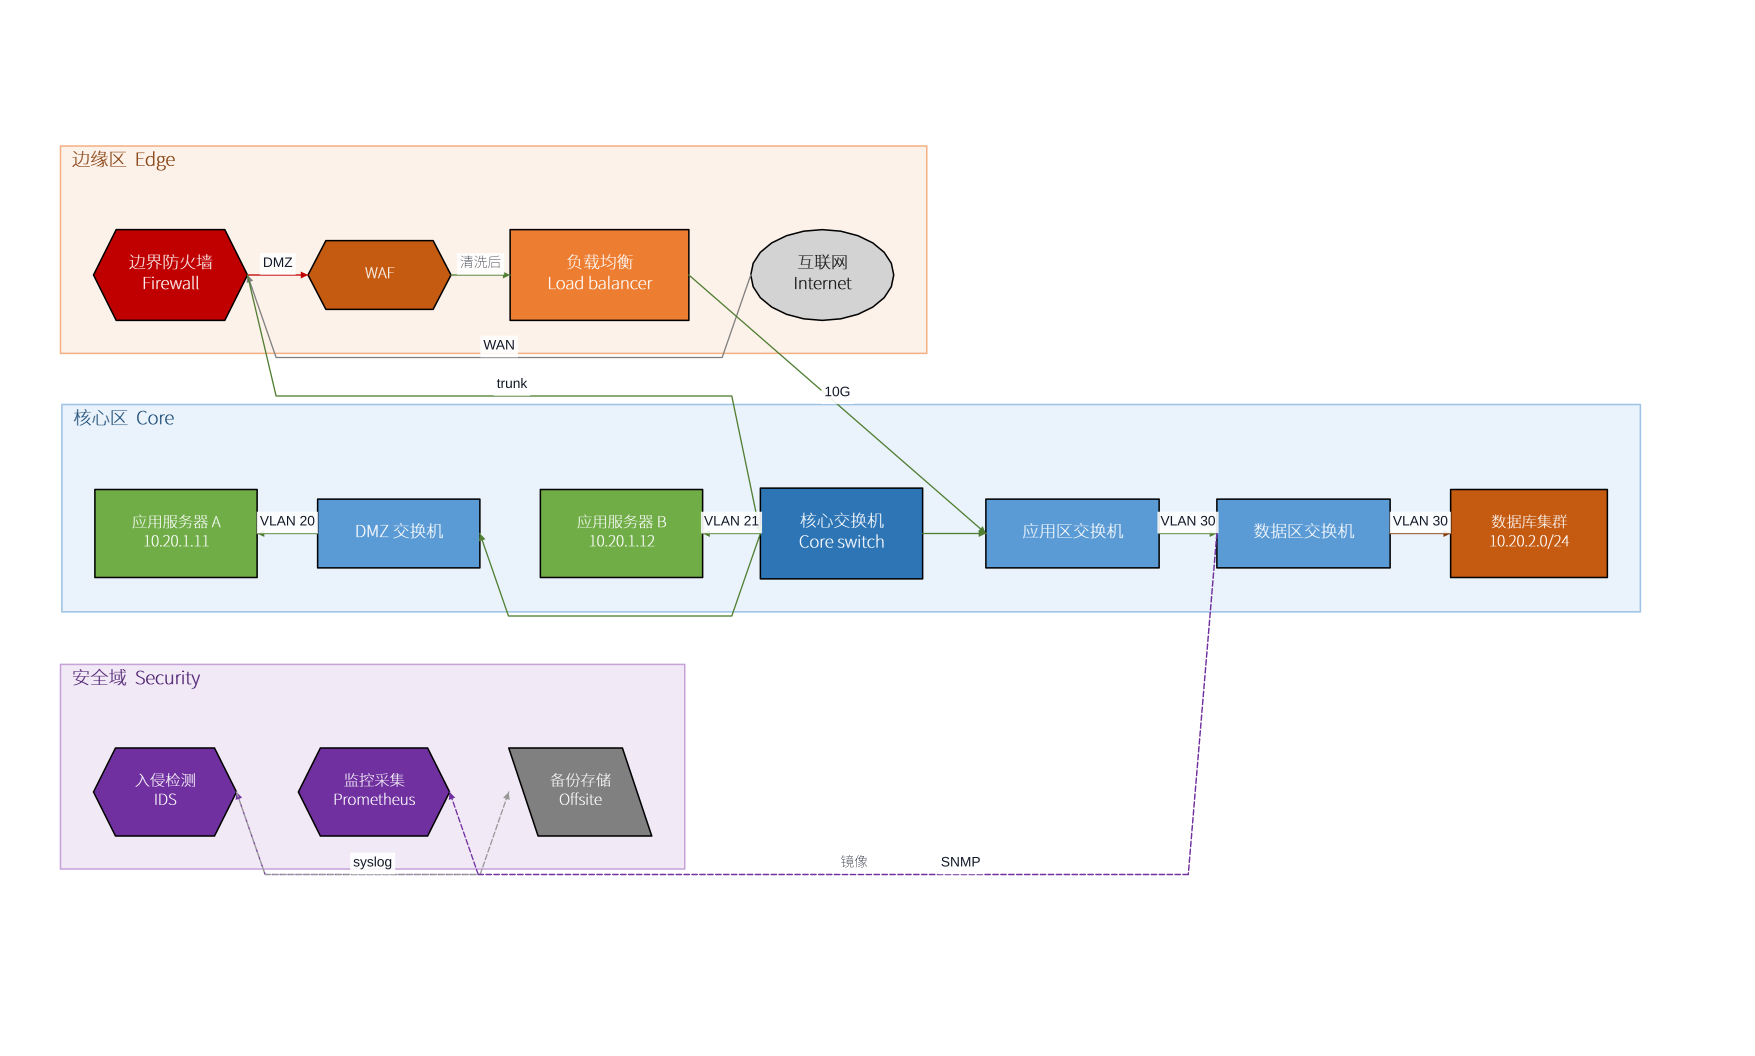 边缘区 Edge
边界防火墙
Firewall
DMZ
WAF
清洗后
负载均衡
Load balancer
互联网
Internet
WAN
trunk
10G
核心区 Core
应用服务器 A
10.20.1.11
VLAN 20
DMZ 交换机
应用服务器 B
10.20.1.12
VLAN 21
核心交换机
Core switch
应用区交换机
VLAN 30
数据区交换机
VLAN 30
数据库集群
10.20.2.0/24
安全域 Security
入侵检测
IDS
监控采集
Prometheus
备份存储
Offsite
syslog
镜像
SNMP